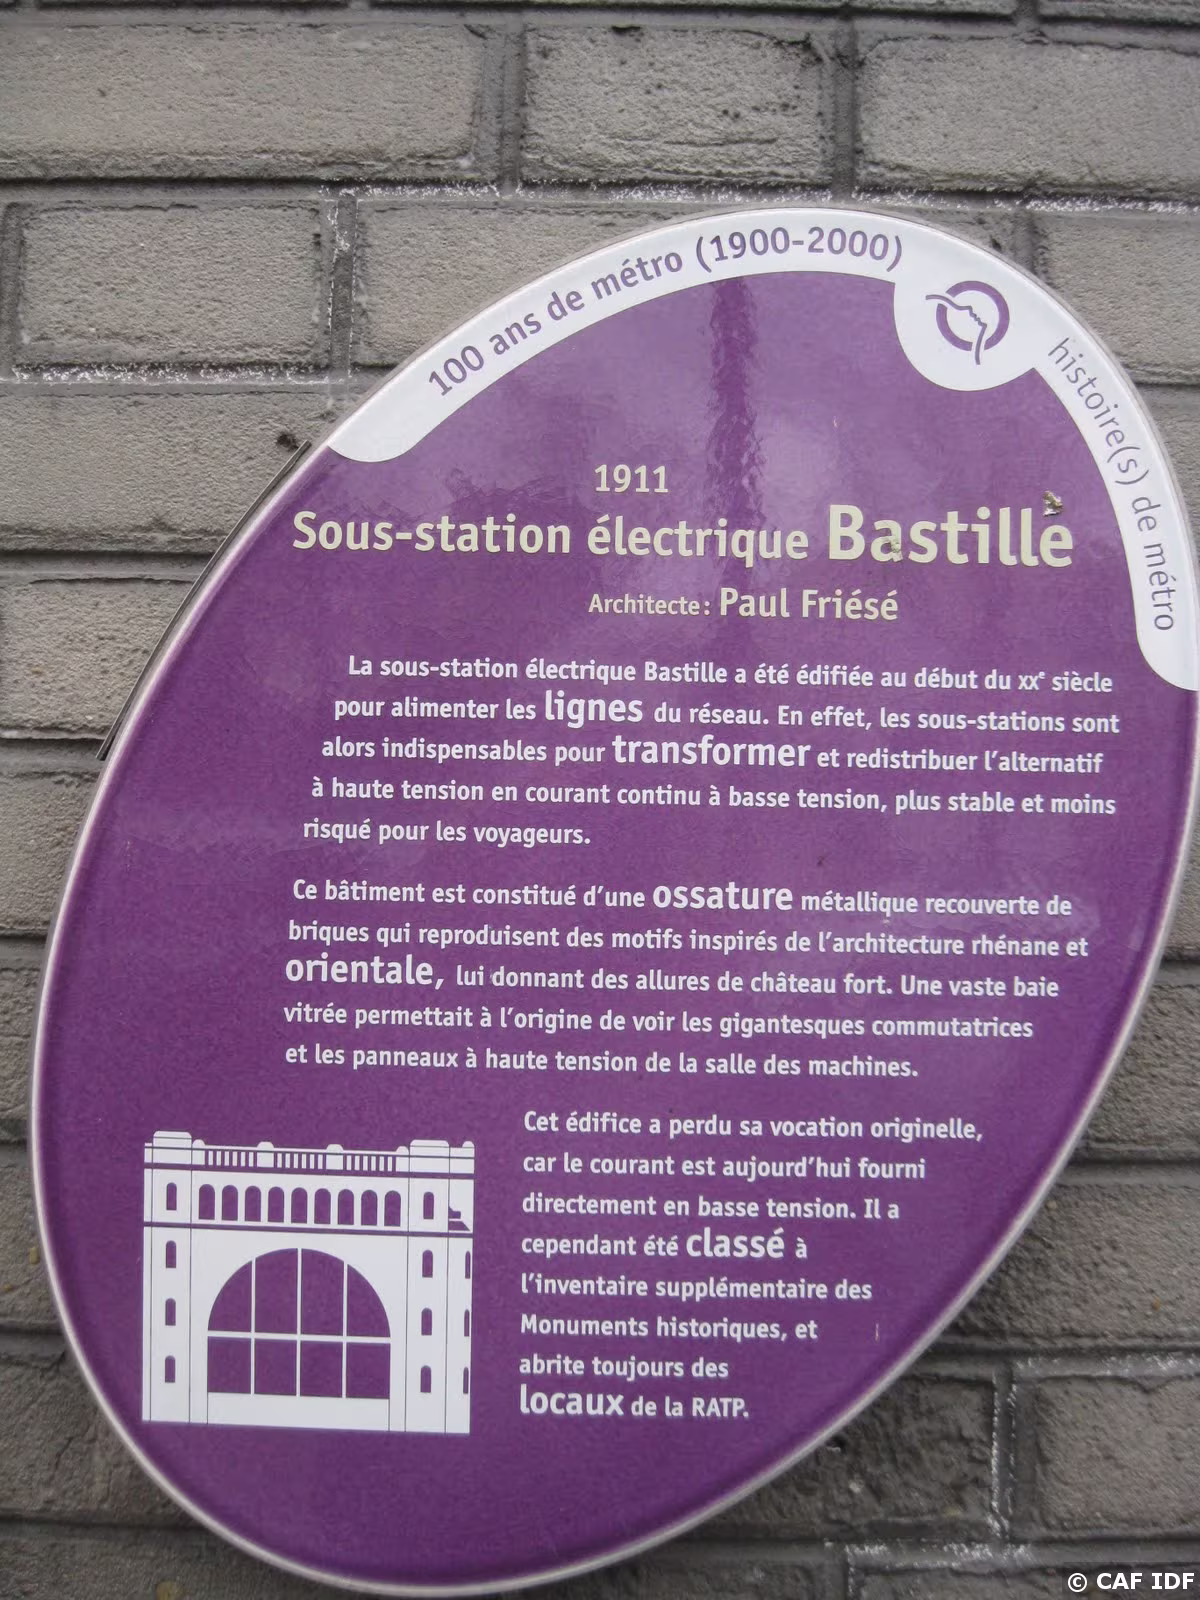 100 ans de métro (1900-2000)
histoire(s) de métro
1911
Sous-station électrique Bastille
Architecte: Paul Friésé
La sous-station électrique Bastille a été édifiée au début du XXe siècle
pour alimenter les lignes du réseau. En effet, les sous-stations sont
alors indispensables pour transformer et redistribuer l'alternatif
à haute tension en courant continu à basse tension, plus stable et moins
risqué pour les voyageurs.
Ce bâtiment est constitué d'une ossature métallique recouverte de
briques qui reproduisent des motifs inspirés de l'architecture rhénane et
orientale, lui donnant des allures de château fort. Une vaste baie
vitrée permettait à l'origine de voir les gigantesques commutatrices
et les panneaux à haute tension de la salle des machines.
Cet édifice a perdu sa vocation originelle,
car le courant est aujourd'hui fourni
directement en basse tension. Il a
cependant été classé à
l'inventaire supplémentaire des
Monuments historiques, et
abrite toujours des
locaux de la RATP.
© CAF IDF